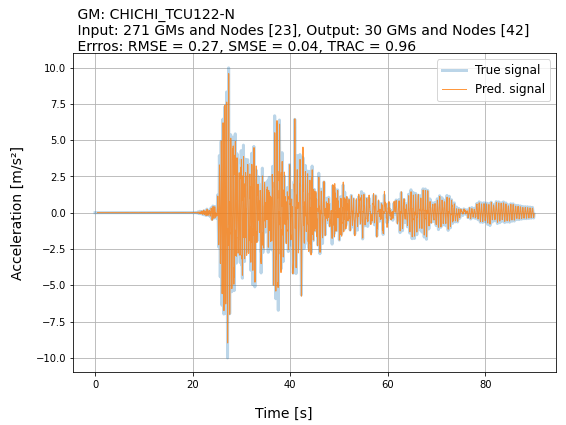 GM: CHICHI_TCU122-N
Input: 271 GMs and Nodes [23], Output: 30 GMs and Nodes [42]
Erros: RMSE = 0.27, SMSE = 0.04, TRAC = 0.96
True signal
Pred. signal
10.0
7.5
5.0
2.5
0.0
−2.5
−5.0
−7.5
−10.0
Acceleration [m/s²]
0 20 40 60 80
Time [s]